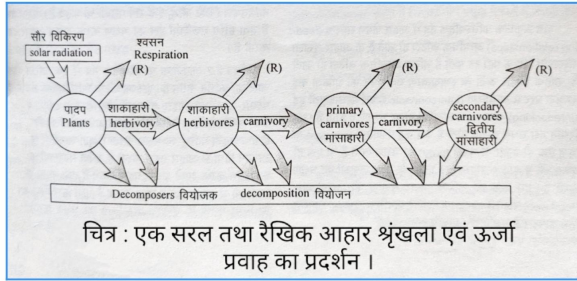 सौर विकिरण
solar radiation
श्वसन
Respiration
(R)
(R)
(R)
(R)
पादप
Plants
शाकाहारी
herbivory
शाकाहारी
herbivores
carnivory
primary
carnivores
मांसाहारी
carnivory
secondary
carnivores
द्वितीय
मांसाहारी
Decomposers वियोजक
decomposition वियोजन
चित्र : एक सरल तथा रैखिक आहार श्रृंखला एवं ऊर्जा
प्रवाह का प्रदर्शन ।